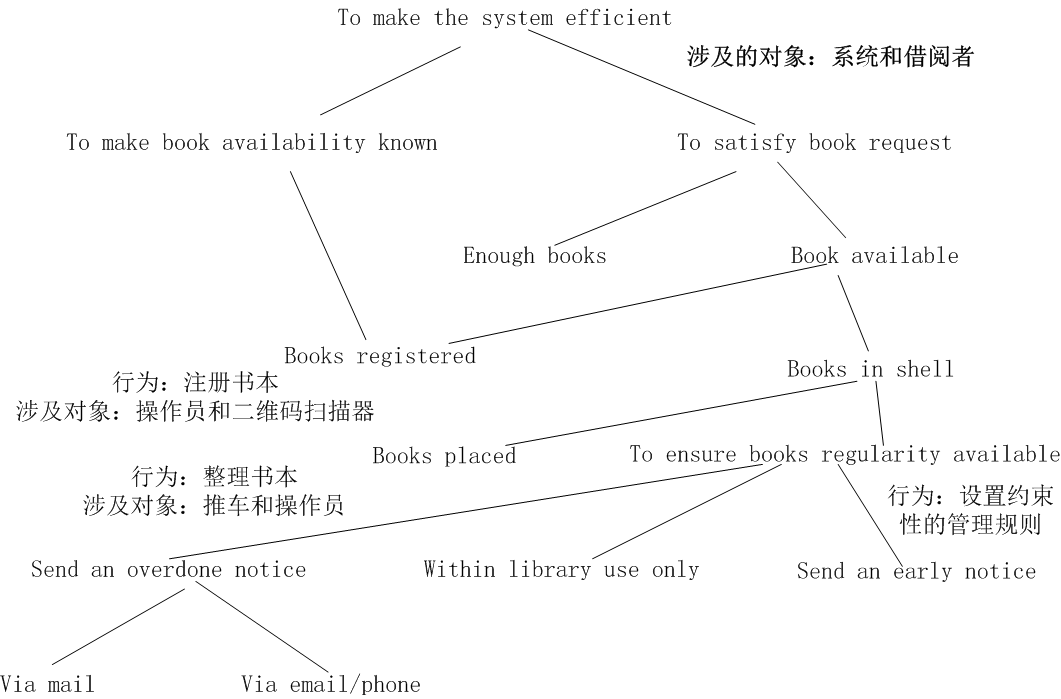 To make the system efficient
涉及的对象：系统和借阅者
To make book availability known
To satisfy book request
Enough books
Book available
Books registered
行为：注册书本
涉及对象：操作员和二维码扫描器
Books in shell
Books placed
行为：整理书本
涉及对象：推车和操作员
To ensure books regularity available
行为：设置约束
性的管理规则
Send an overdone notice
Within library use only
Send an early notice
Via mail
Via email/phone